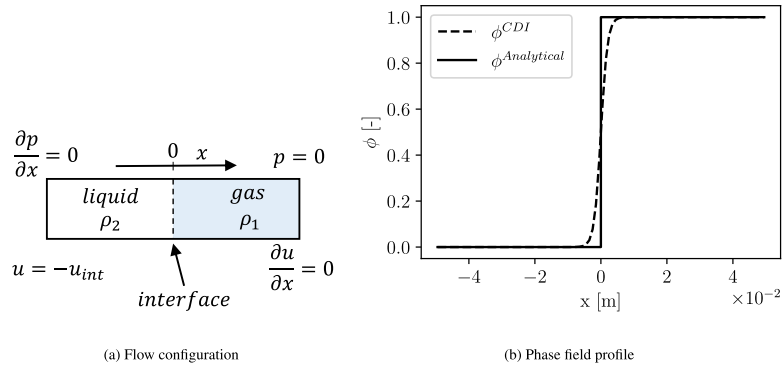 ∂p/∂x = 0
0 x
p = 0
liquid
ρ₂
gas
ρ₁
u = −u_int
∂u/∂x = 0
interface
(a) Flow configuration
ϕ^CDI
ϕ^Analytical
1.0
0.8
0.6
0.4
0.2
0.0
ϕ [-]
−4 −2 0 2 4
x [m]
×10⁻²
(b) Phase field profile